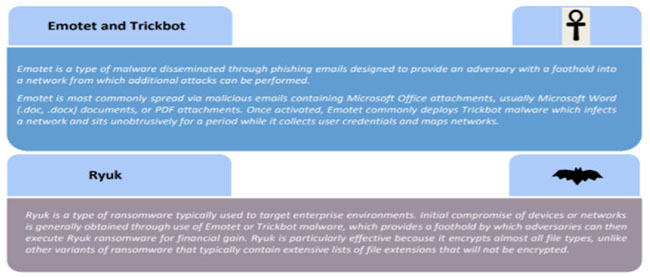 Emotet and Trickbot
Emotet is a type of malware disseminated through phishing emails designed to provide an adversary with a foothold into
a network from which additional attacks can be performed.
Emotet is most commonly spread via malicious emails containing Microsoft Office attachments, usually Microsoft Word
(.doc, .docx) documents, or PDF attachments. Once activated, Emotet commonly deploys Trickbot malware which infects
a network and sits unobtrusively for a period while it collects user credentials and maps networks.
Ryuk
Ryuk is a type of ransomware typically used to target enterprise environments. Initial compromise of devices or networks
is generally obtained through use of Emotet or Trickbot malware, which provides a foothold by which adversaries can then
execute Ryuk ransomware for financial gain. Ryuk is particularly effective because it encrypts almost all file types, unlike
other variants of ransomware that typically contain extensive lists of file extensions that will not be encrypted.